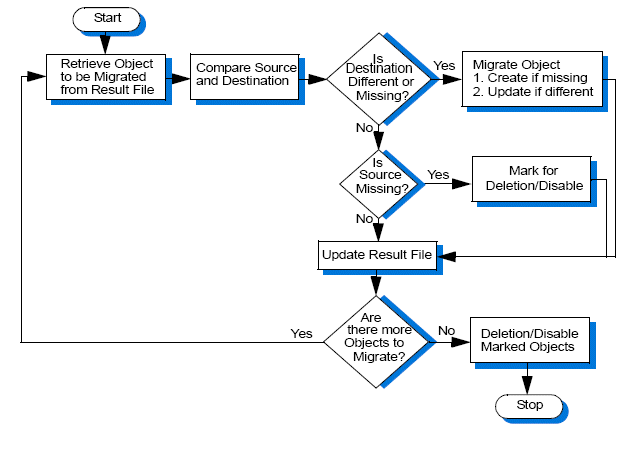 Start
Retrieve Object
to be Migrated
from Result File
Compare Source
and Destination
Is
Destination
Different or
Missing?
Yes
Migrate Object
1. Create if missing
2. Update if different
No
Is
Source
Missing?
Yes
Mark for
Deletion/Disable
No
Update Result File
Are
there more
Objects to
Migrate?
Yes
No
Deletion/Disable
Marked Objects
Stop